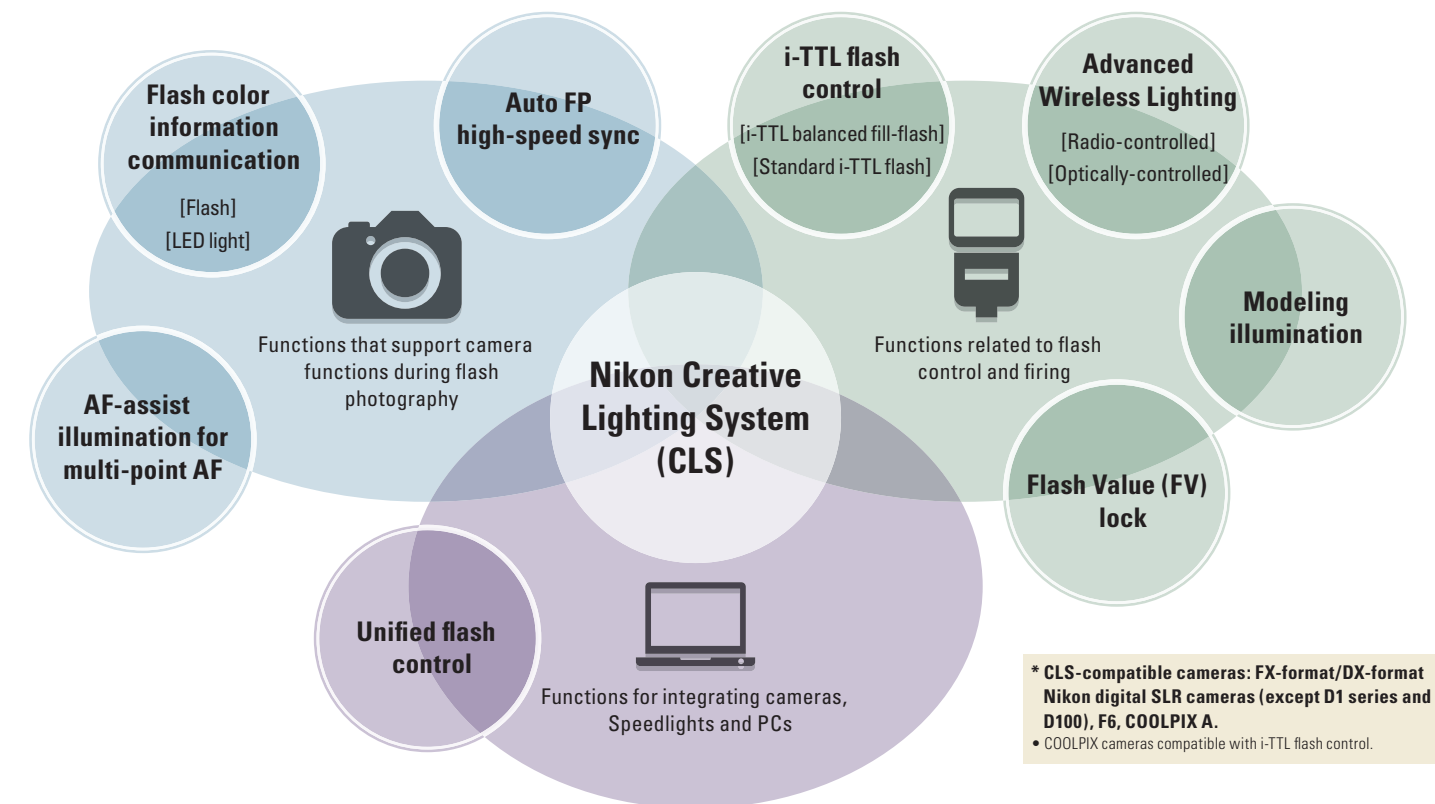 Flash color
information
communication
[Flash]
[LED light]
Auto FP
high-speed sync
i-TTL flash
control
[i-TTL balanced fill-flash]
[Standard i-TTL flash]
Advanced
Wireless Lighting
[Radio-controlled]
[Optically-controlled]
Functions that support camera
functions during flash
photography
Functions related to flash
control and firing
Modeling
illumination
AF-assist
illumination for
multi-point AF
Nikon Creative
Lighting System
(CLS)
Flash Value (FV)
lock
Unified flash
control
Functions for integrating cameras,
Speedlights and PCs
* CLS-compatible cameras: FX-format/DX-format
Nikon digital SLR cameras (except D1 series and
D100), F6, COOLPIX A.
• COOLPIX cameras compatible with i-TTL flash control.